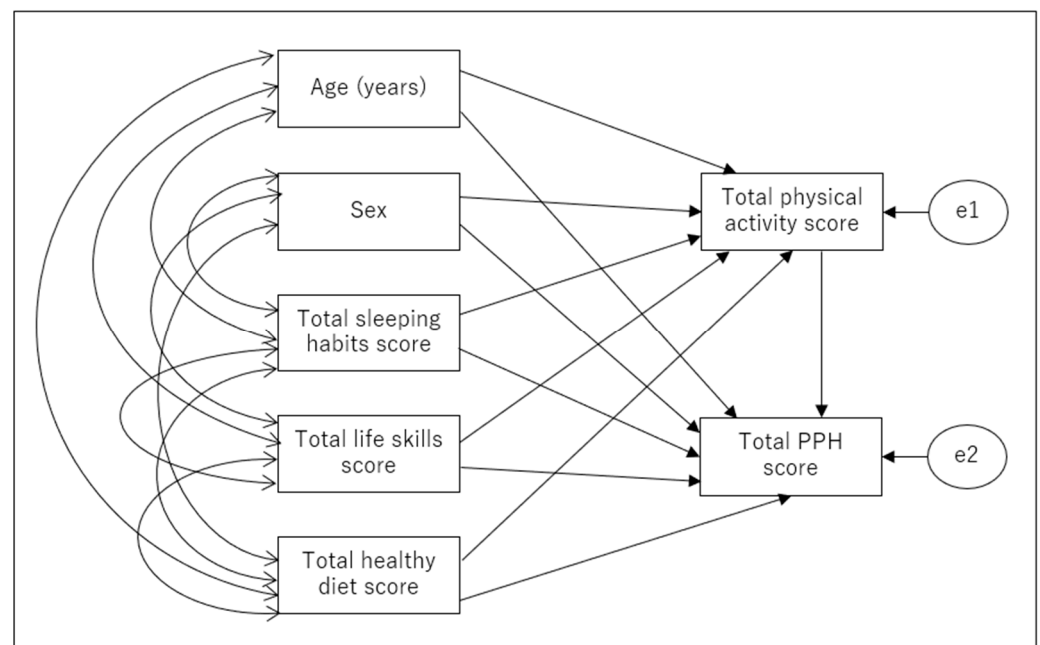 Age (years)
Sex
Total sleeping
habits score
Total life skills
score
Total healthy
diet score
Total physical
activity score
e1
Total PPH
score
e2